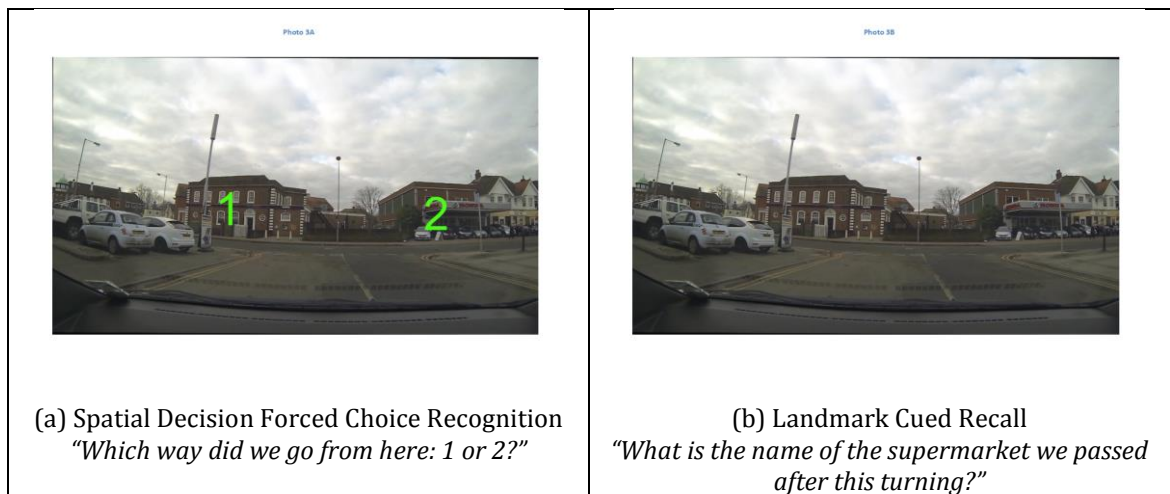 Photo 3A
1
2
(a) Spatial Decision Forced Choice Recognition
“Which way did we go from here: 1 or 2?”
Photo 3B
(b) Landmark Cued Recall
“What is the name of the supermarket we passed
after this turning?”